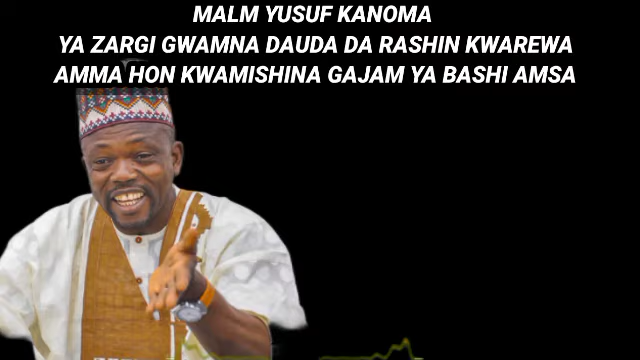 MALM YUSUF KANOMA
YA ZARGI GWAMNA DAUDA DA RASHIN KWAREWA
AMMA HON KWAMISHINA GAJAM YA BASHI AMSA